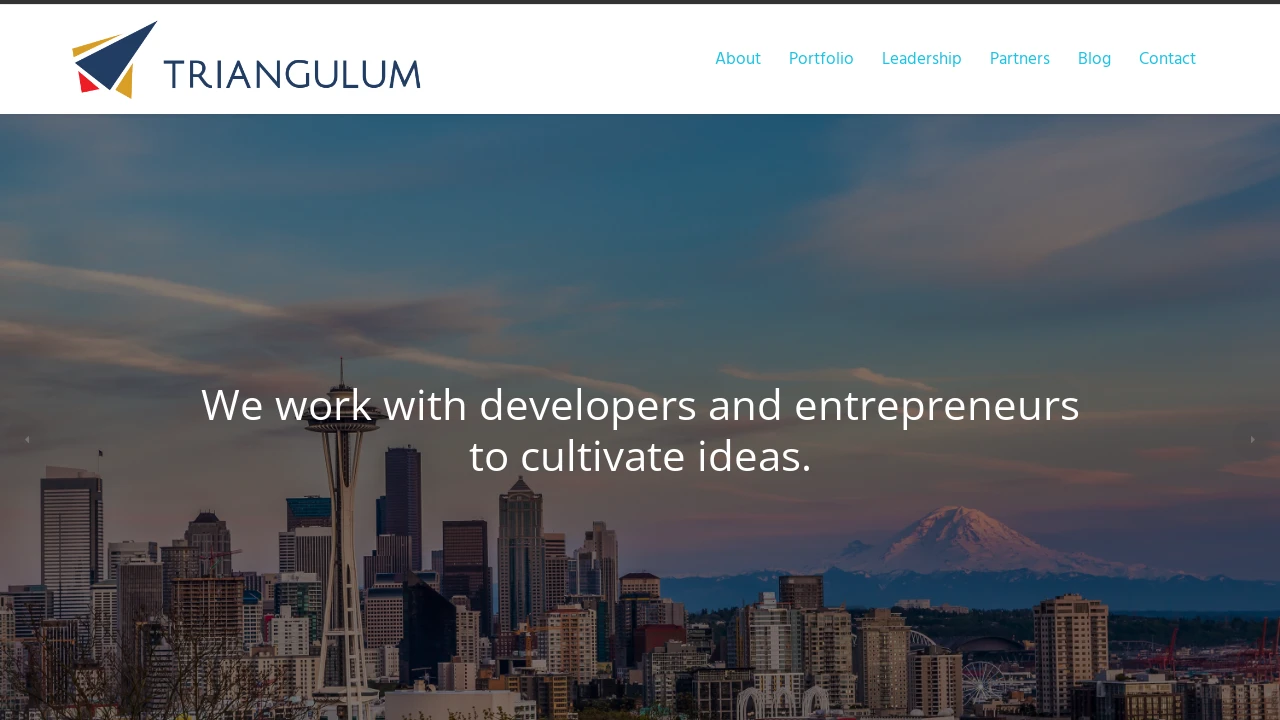 TRIANGULUM
About
Portfolio
Leadership
Partners
Blog
Contact
We work with developers and entrepreneurs
to cultivate ideas.